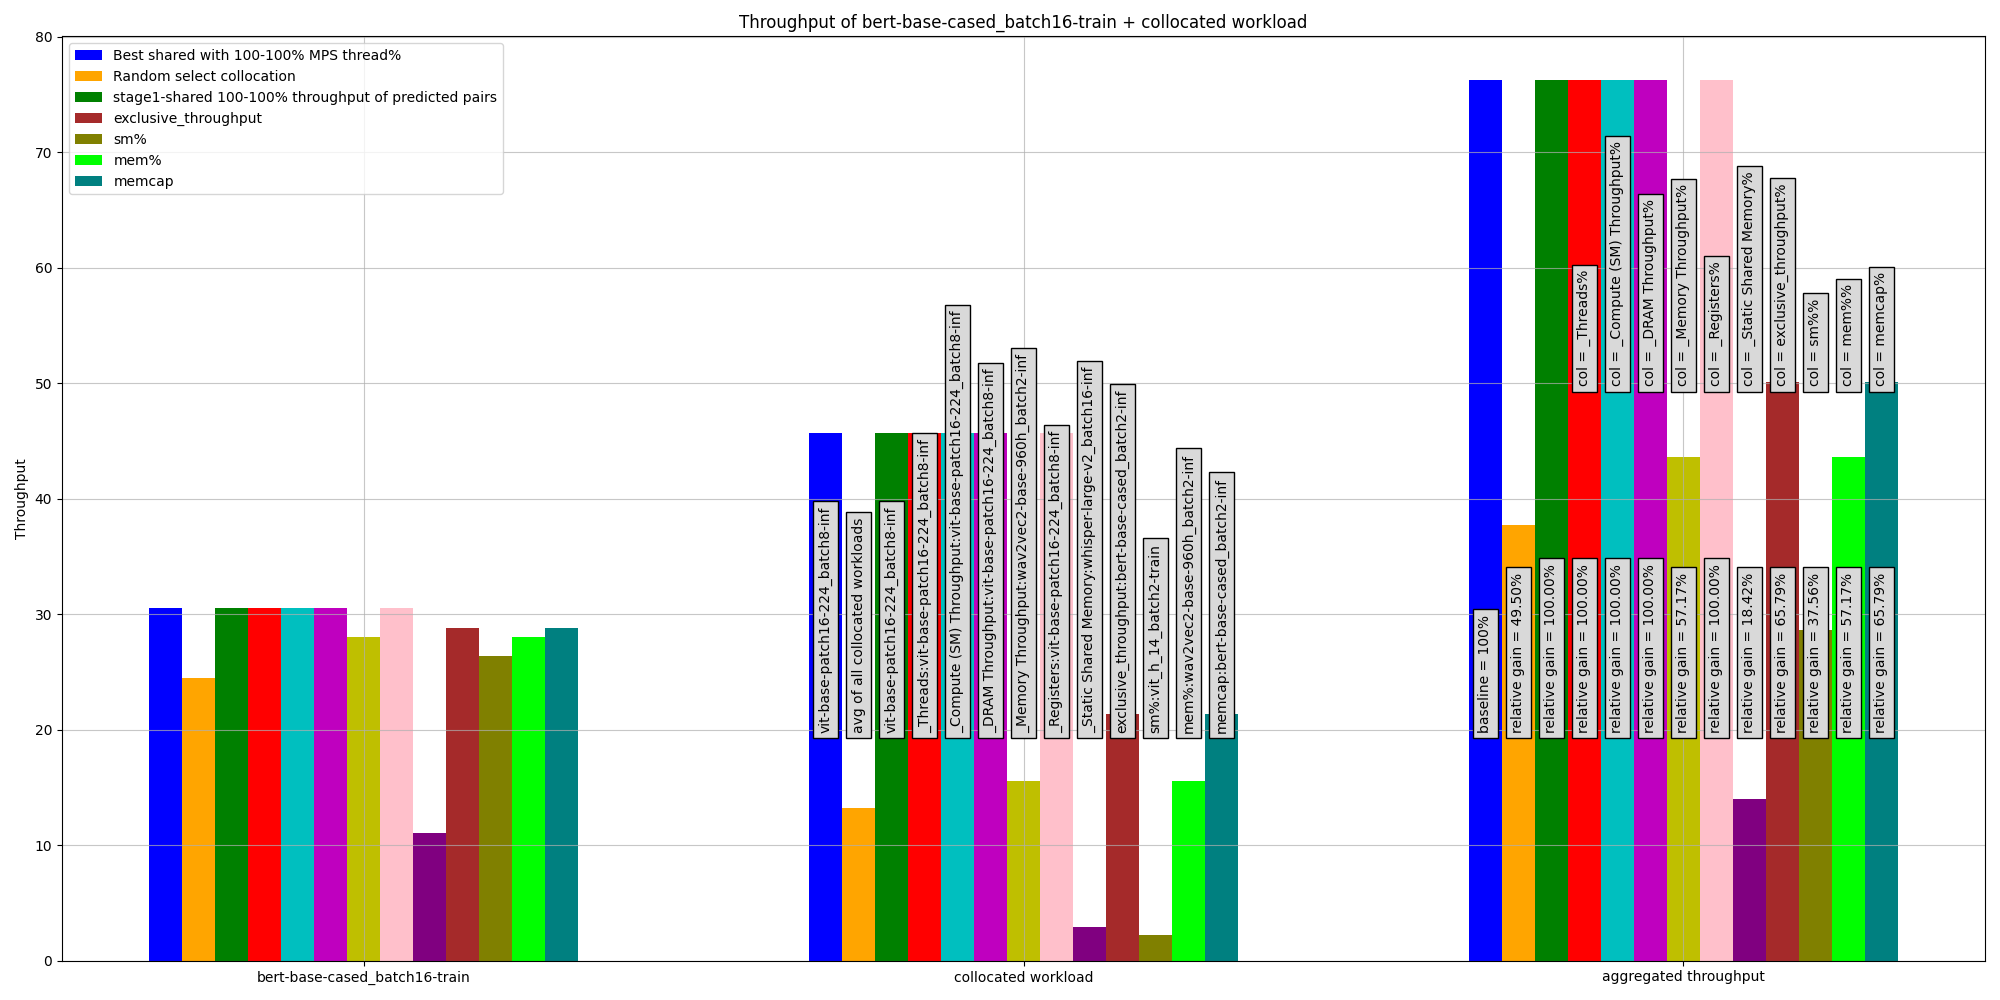 Throughput of bert-base-cased_batch16-train + collocated workload
Throughput
80
70
60
50
40
30
20
10
0
Best shared with 100-100% MPS thread%
Random select collocation
stage1-shared 100-100% throughput of predicted pairs
exclusive_throughput
sm%
mem%
memcap
vit-base-patch16-224_batch8-inf
avg of all collocated workloads
vit-base-patch16-224_batch8-inf
_Threads:vit-base-patch16-224_batch8-inf
_Compute (SM) Throughput:vit-base-patch16-224_batch8-inf
_DRAM Throughput:vit-base-patch16-224_batch8-inf
_Memory Throughput:wav2vec2-base-960h_batch2-inf
_Registers:vit-base-patch16-224_batch8-inf
_Static Shared Memory:whisper-large-v2_batch16-inf
exclusive_throughput:bert-base-cased_batch2-inf
sm%:vit_h_14_batch2-train
mem%:wav2vec2-base-960h_batch2-inf
memcap:bert-base-cased_batch2-inf
col = _Threads%
col = _Compute (SM) Throughput%
col = _DRAM Throughput%
col = _Memory Throughput%
col = _Registers%
col = _Static Shared Memory%
col = exclusive_throughput%
col = sm%%
col = mem%%
col = memcap%
baseline = 100%
relative gain = 49.50%
relative gain = 100.00%
relative gain = 100.00%
relative gain = 100.00%
relative gain = 100.00%
relative gain = 57.17%
relative gain = 100.00%
relative gain = 18.42%
relative gain = 65.79%
relative gain = 37.56%
relative gain = 57.17%
relative gain = 65.79%
bert-base-cased_batch16-train
collocated workload
aggregated throughput